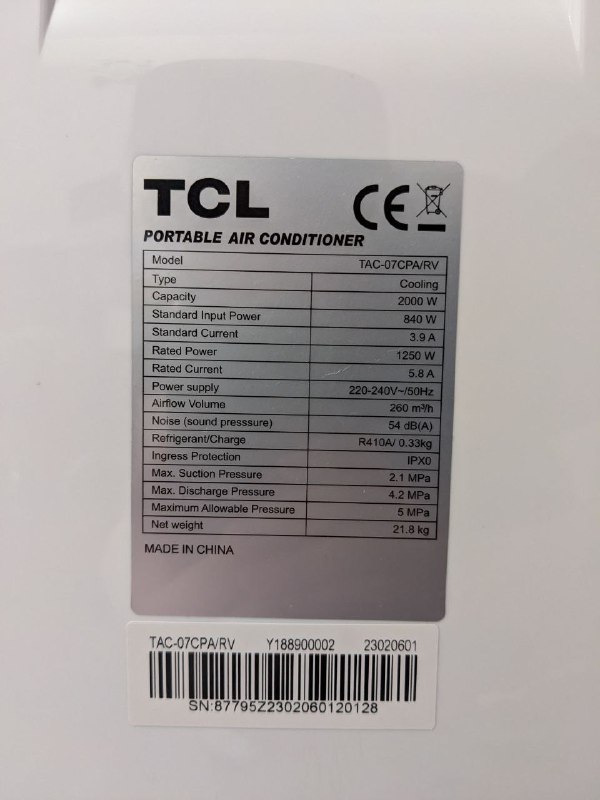 TCL CE
PORTABLE AIR CONDITIONER
Model TAC-07CPA/RV
Type Cooling
Capacity 2000 W
Standard Input Power 840 W
Standard Current 3.9 A
Rated Power 1250 W
Rated Current 5.8 A
Power supply 220-240V~/50Hz
Airflow Volume 260 m³/h
Noise (sound presssure) 54 dB(A)
Refrigerant/Charge R410A/ 0.33kg
Ingress Protection IPX0
Max. Suction Pressure 2.1 MPa
Max. Discharge Pressure 4.2 MPa
Maximum Allowable Pressure 5 MPa
Net weight 21.8 kg
MADE IN CHINA
TAC-07CPA/RV Y188900002 23020601
SN:87795Z2302060120128